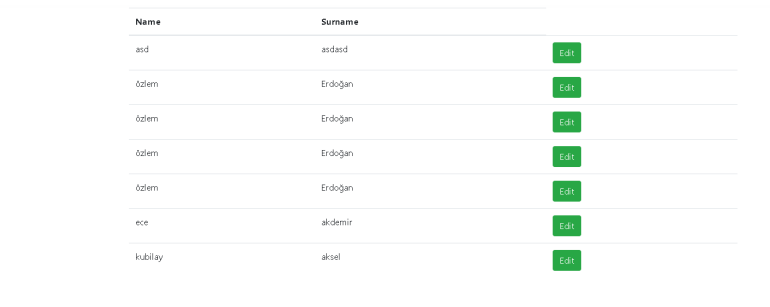 Name Surname
asd asdasd Edit
özlem Erdoğan Edit
özlem Erdoğan Edit
özlem Erdoğan Edit
özlem Erdoğan Edit
ece akdemir Edit
kubilay aksel Edit